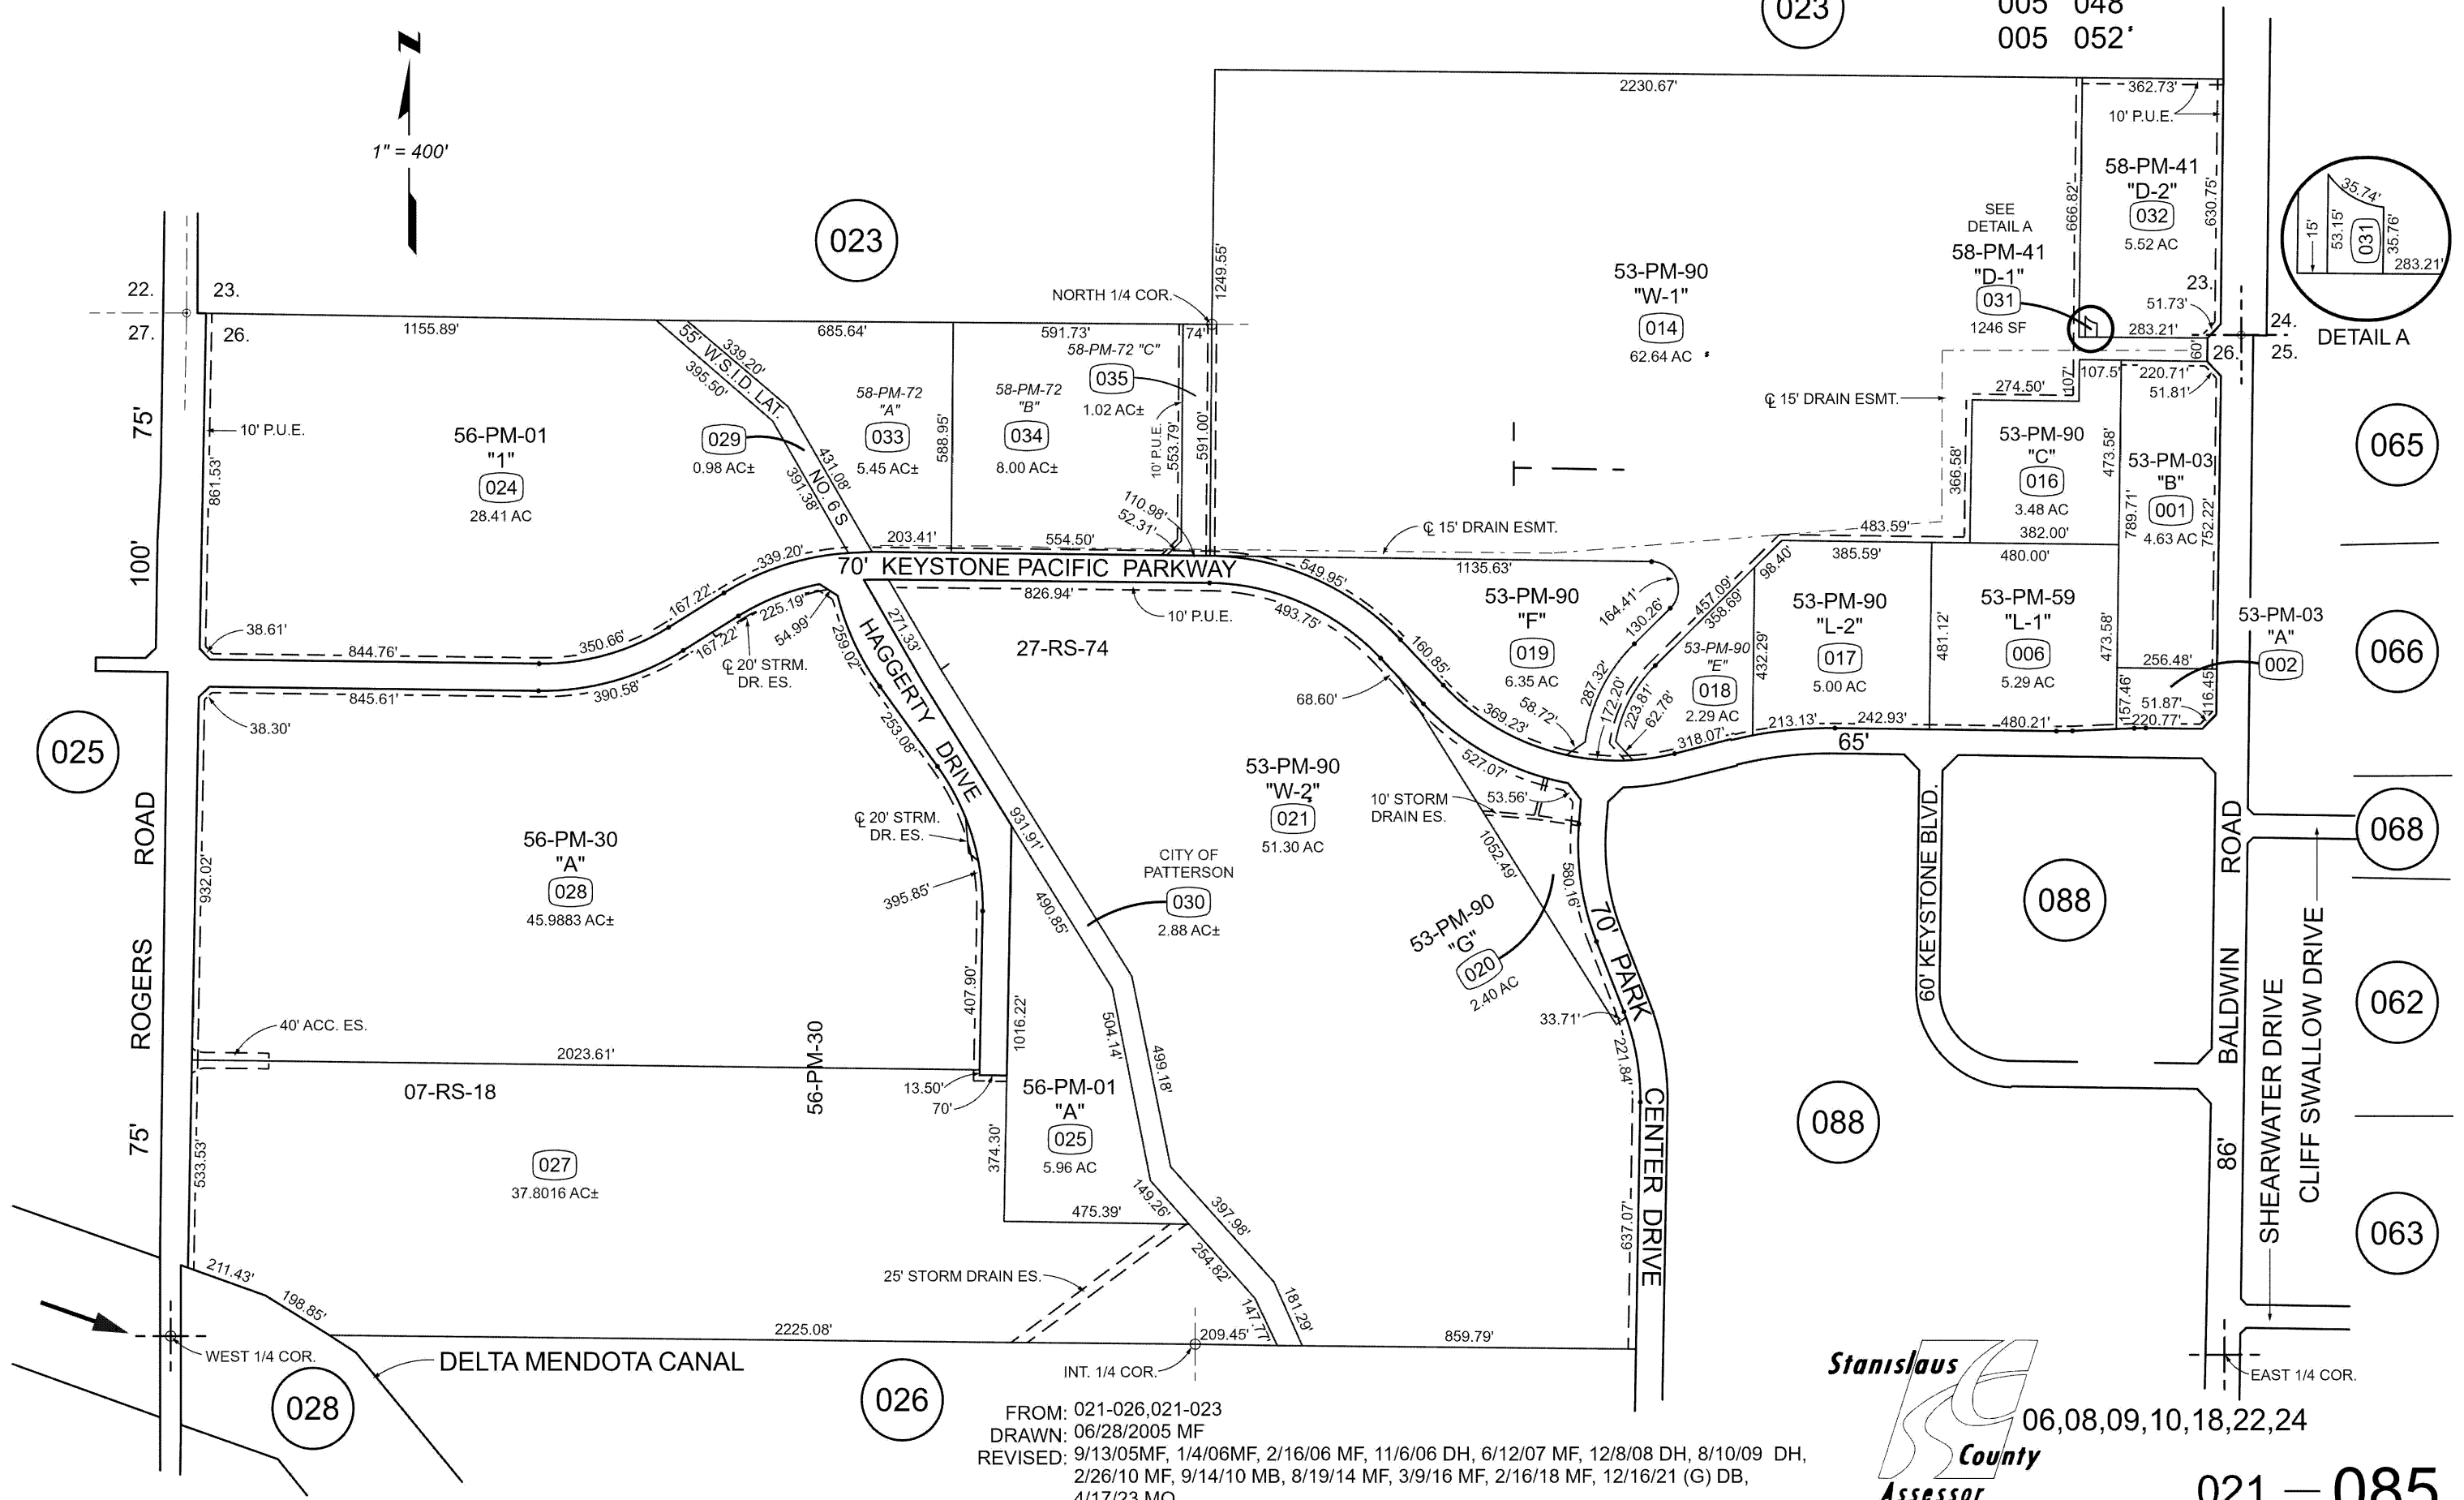 023
005 048
005 052
Z
1" = 400'
2230.67'
362.73'
10' P.U.E.
58-PM-41
"D-2"
032
5.52 AC
666.82'
630.75'
SEE
DETAIL A
58-PM-41
"D-1"
031
1246 SF
35.74'
15'
53.15'
031
35.76'
283.21'
DETAIL A
023
22. 23.
27. 26.
NORTH 1/4 COR.
1249.55'
53-PM-90
"W-1"
014
62.64 AC
23.
24.
26.
25.
51.73'
283.21'
60'
107'
107.5'
220.71'
51.81'
1155.89'
685.64'
591.73'
74'
55' W.S.I.D. LAT.
NO. 6 S
339.20'
395.50'
431.08'
391.38'
75'
10' P.U.E.
861.53'
56-PM-01
"1"
024
28.41 AC
029
0.98 AC±
58-PM-72
"A"
033
5.45 AC±
588.95'
58-PM-72
"B"
034
8.00 AC±
58-PM-72 "C"
035
1.02 AC±
10' P.U.E.
553.79'
591.00'
110.98'
52.31'
℄ 15' DRAIN ESMT.
274.50'
366.58'
53-PM-90
"C"
016
3.48 AC
473.58'
382.00'
53-PM-03
"B"
001
4.63 AC
789.71'
752.22'
065
100'
203.41'
554.50'
339.20'
167.22'
350.66'
70' KEYSTONE PACIFIC PARKWAY
826.94'
10' P.U.E.
℄ 15' DRAIN ESMT.
1135.63'
549.95'
493.75'
483.59'
385.59'
480.00'
98.40'
457.09'
358.69'
164.41'
130.26'
38.61'
844.76'
845.61'
390.58'
167.22'
225.19'
54.99'
℄ 20' STRM.
DR. ES.
38.30'
259.02'
271.33'
HAGGERTY DRIVE
253.08'
27-RS-74
53-PM-90
"F"
019
6.35 AC
160.85'
68.60'
369.23'
58.72'
287.32'
172.20'
223.81'
62.78'
53-PM-90
"E"
018
2.29 AC
432.29'
53-PM-90
"L-2"
017
5.00 AC
481.12'
53-PM-59
"L-1"
006
5.29 AC
473.58'
53-PM-03
"A"
002
066
256.48'
157.46'
116.45'
51.87'
220.77'
318.07'
213.13'
242.93'
480.21'
65'
025
ROGERS ROAD
932.02'
56-PM-30
"A"
028
45.9883 AC±
℄ 20' STRM.
DR. ES.
395.85'
407.90'
931.91'
490.85'
1016.22'
CITY OF
PATTERSON
030
2.88 AC±
53-PM-90
"W-2"
021
51.30 AC
527.07'
53.56'
10' STORM
DRAIN ES.
1052.49'
580.16'
53-PM-90
"G"
020
2.40 AC
33.71'
221.84'
70' PARK CENTER DRIVE
60' KEYSTONE BLVD.
088
BALDWIN ROAD
86'
068
062
063
SHEARWATER DRIVE
CLIFF SWALLOW DRIVE
40' ACC. ES.
2023.61'
07-RS-18
56-PM-30
13.50'
70'
56-PM-01
"A"
025
5.96 AC
374.30'
475.39'
504.14'
499.18'
149.26'
397.98'
254.82'
147.77'
181.29'
75'
533.53'
027
37.8016 AC±
25' STORM DRAIN ES.
637.07'
088
211.43'
198.85'
2225.08'
209.45'
859.79'
WEST 1/4 COR.
DELTA MENDOTA CANAL
INT. 1/4 COR.
EAST 1/4 COR.
028
026
FROM: 021-026,021-023
DRAWN: 06/28/2005 MF
REVISED: 9/13/05MF, 1/4/06MF, 2/16/06 MF, 11/6/06 DH, 6/12/07 MF, 12/8/08 DH, 8/10/09 DH,
2/26/10 MF, 9/14/10 MB, 8/19/14 MF, 3/9/16 MF, 2/16/18 MF, 12/16/21 (G) DB,
4/17/23 MO
Stanislaus
County
Assessor
06,08,09,10,18,22,24
021 — 085